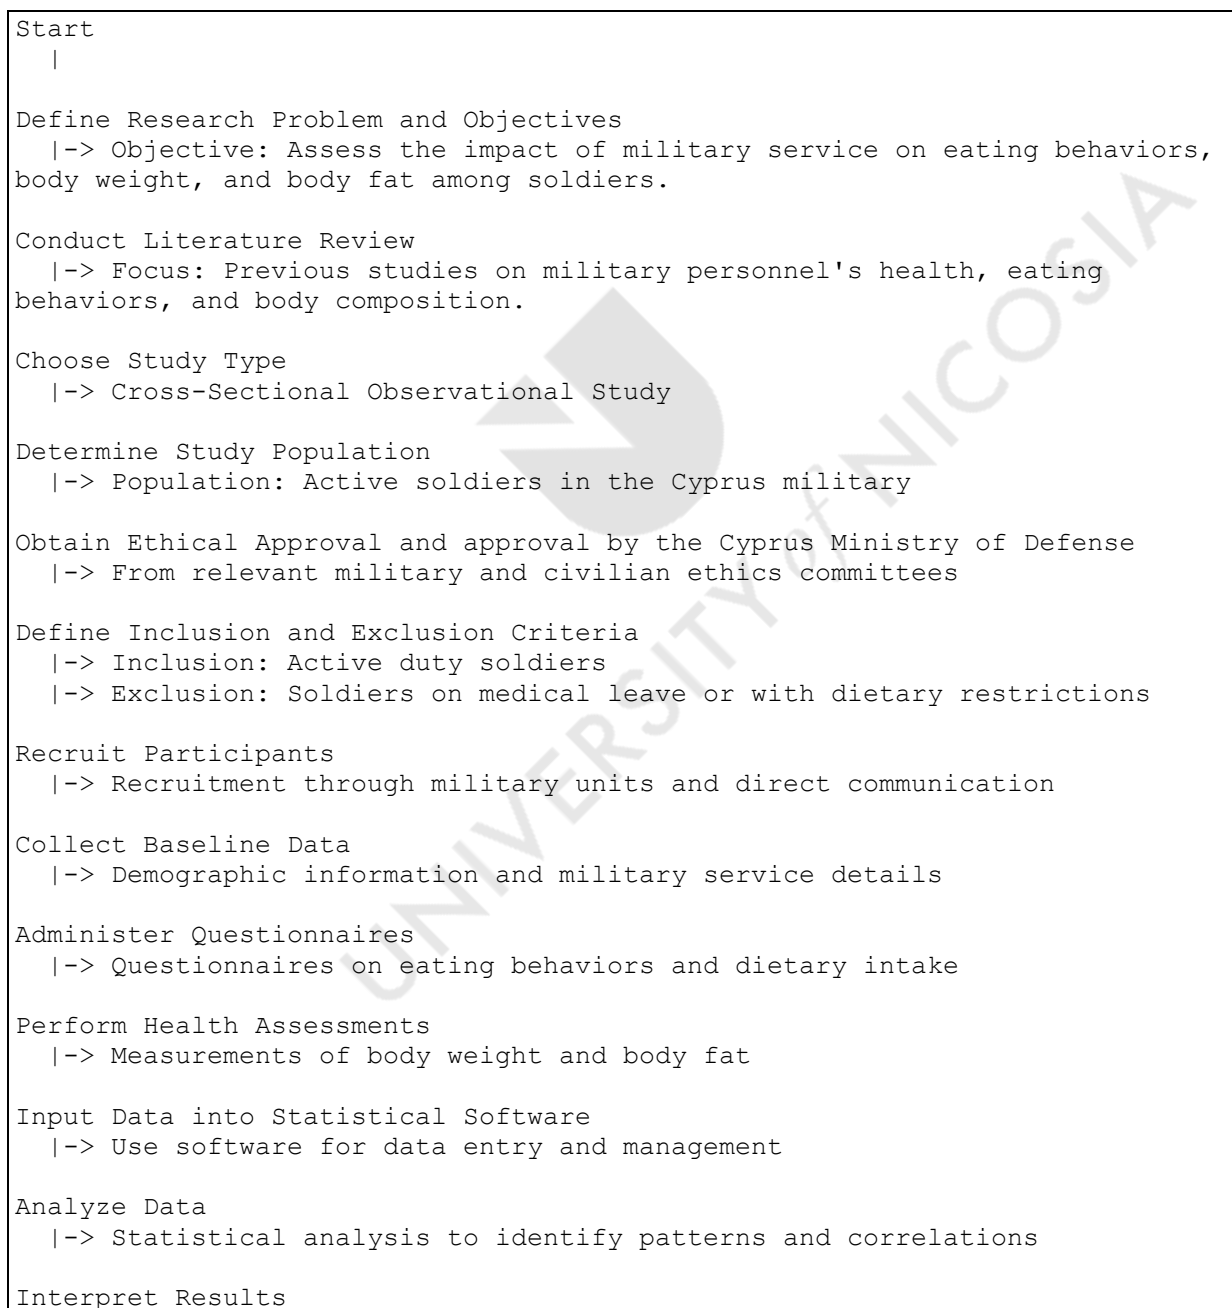 Start
|
Define Research Problem and Objectives
|-> Objective: Assess the impact of military service on eating behaviors,
body weight, and body fat among soldiers.
Conduct Literature Review
|-> Focus: Previous studies on military personnel's health, eating
behaviors, and body composition.
Choose Study Type
|-> Cross-Sectional Observational Study
Determine Study Population
|-> Population: Active soldiers in the Cyprus military
Obtain Ethical Approval and approval by the Cyprus Ministry of Defense
|-> From relevant military and civilian ethics committees
Define Inclusion and Exclusion Criteria
|-> Inclusion: Active duty soldiers
|-> Exclusion: Soldiers on medical leave or with dietary restrictions
Recruit Participants
|-> Recruitment through military units and direct communication
Collect Baseline Data
|-> Demographic information and military service details
Administer Questionnaires
|-> Questionnaires on eating behaviors and dietary intake
Perform Health Assessments
|-> Measurements of body weight and body fat
Input Data into Statistical Software
|-> Use software for data entry and management
Analyze Data
|-> Statistical analysis to identify patterns and correlations
Interpret Results
UNIVERSITY of NICOSIA